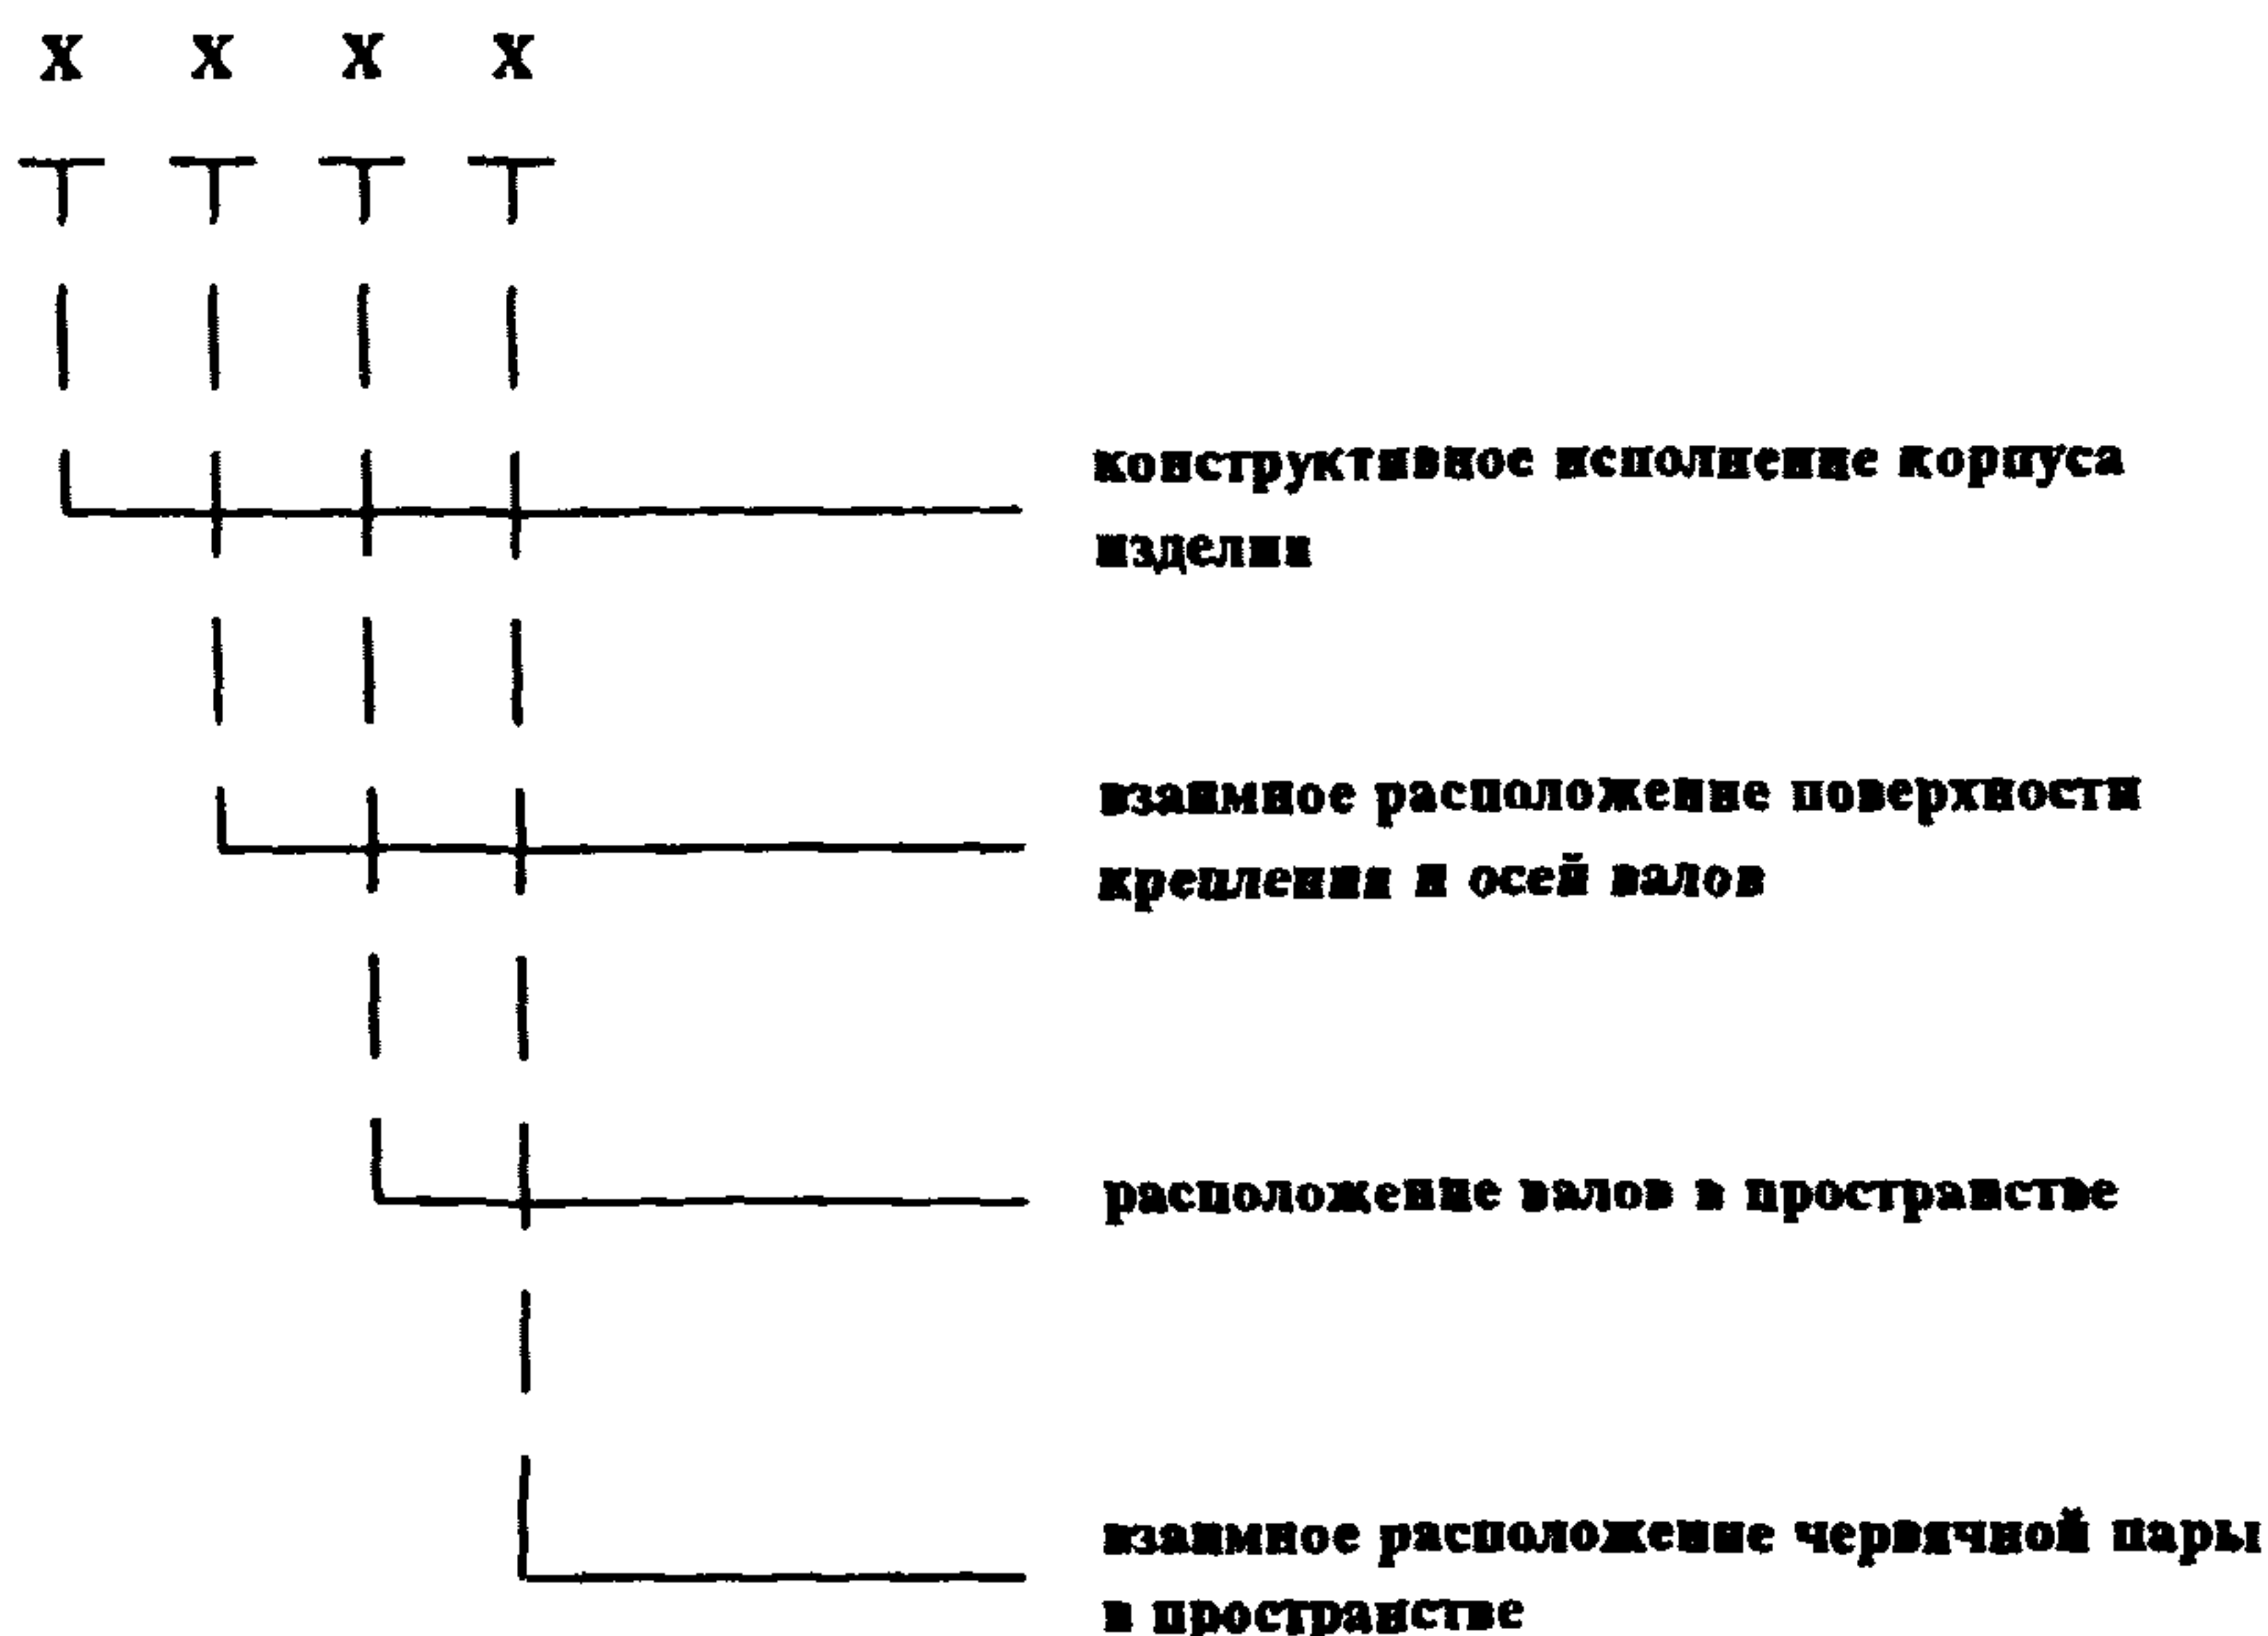 X X X X
конструктивное исполнение корпуса
изделия
взаимное расположение поверхности
крепления и осей валов
расположение валов в пространстве
взаимное расположение червячной пары
в пространстве